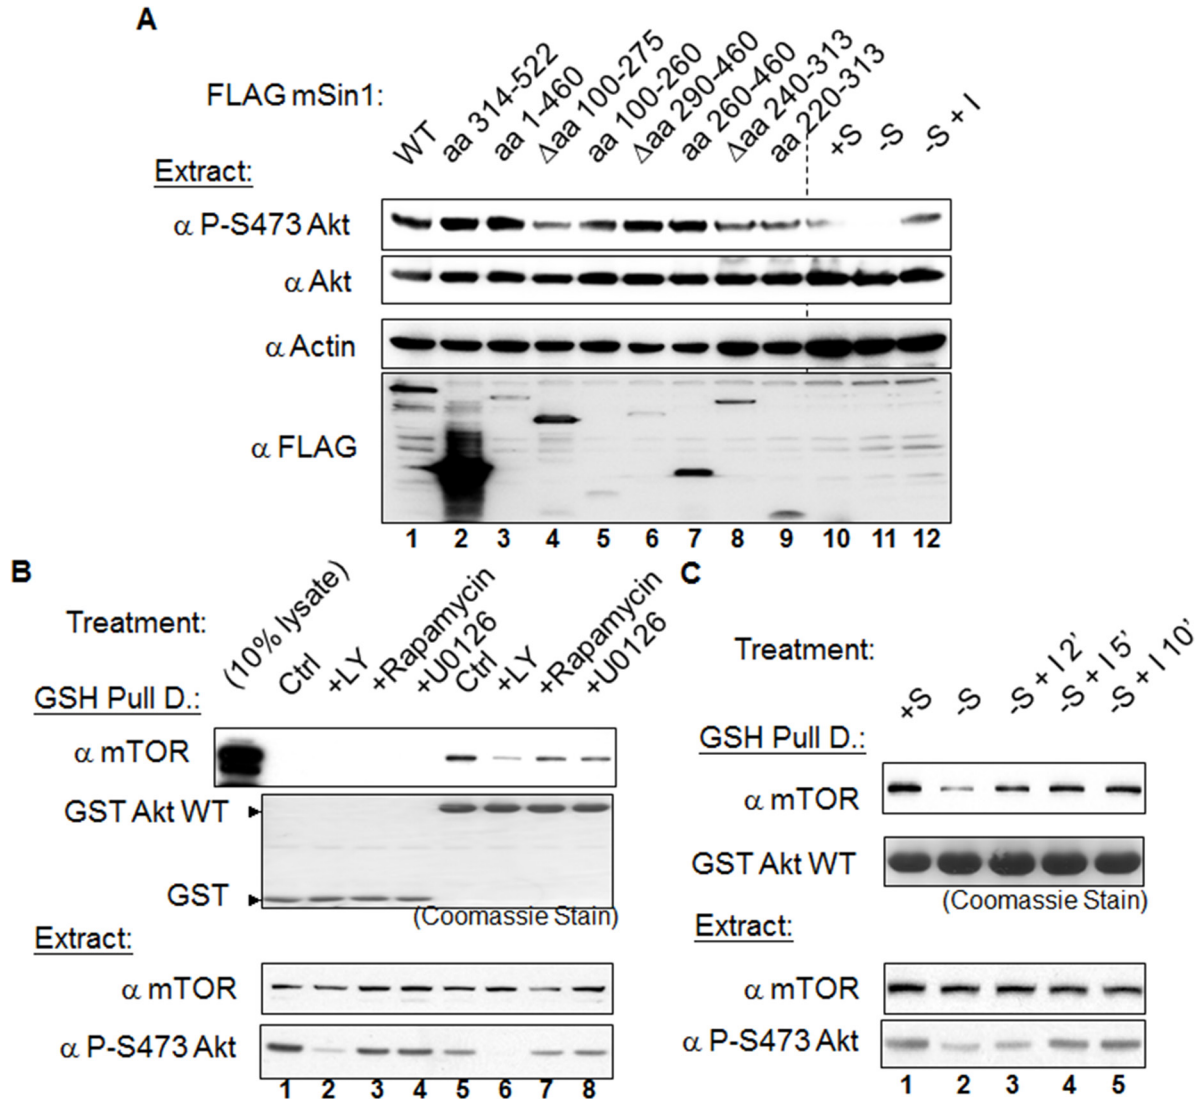 A
FLAG mSin1:
WT
aa 314-522
aa 1-460
Δaa 100-275
aa 100-260
Δaa 290-460
aa 260-460
Δaa 240-313
aa 220-313
+S
-S
-S + I
Extract:
α P-S473 Akt
α Akt
α Actin
α FLAG
1 2 3 4 5 6 7 8 9 10 11 12
B
Treatment:
(10% lysate)
Ctrl
+LY
+Rapamycin
+U0126
Ctrl
+LY
+Rapamycin
+U0126
GSH Pull D.:
α mTOR
GST Akt WT
GST
(Coomassie Stain)
Extract:
α mTOR
α P-S473 Akt
1 2 3 4 5 6 7 8
C
Treatment:
+S
-S
-S + I 2’
-S + I 5’
-S + I 10’
GSH Pull D.:
α mTOR
GST Akt WT
(Coomassie Stain)
Extract:
α mTOR
α P-S473 Akt
1 2 3 4 5